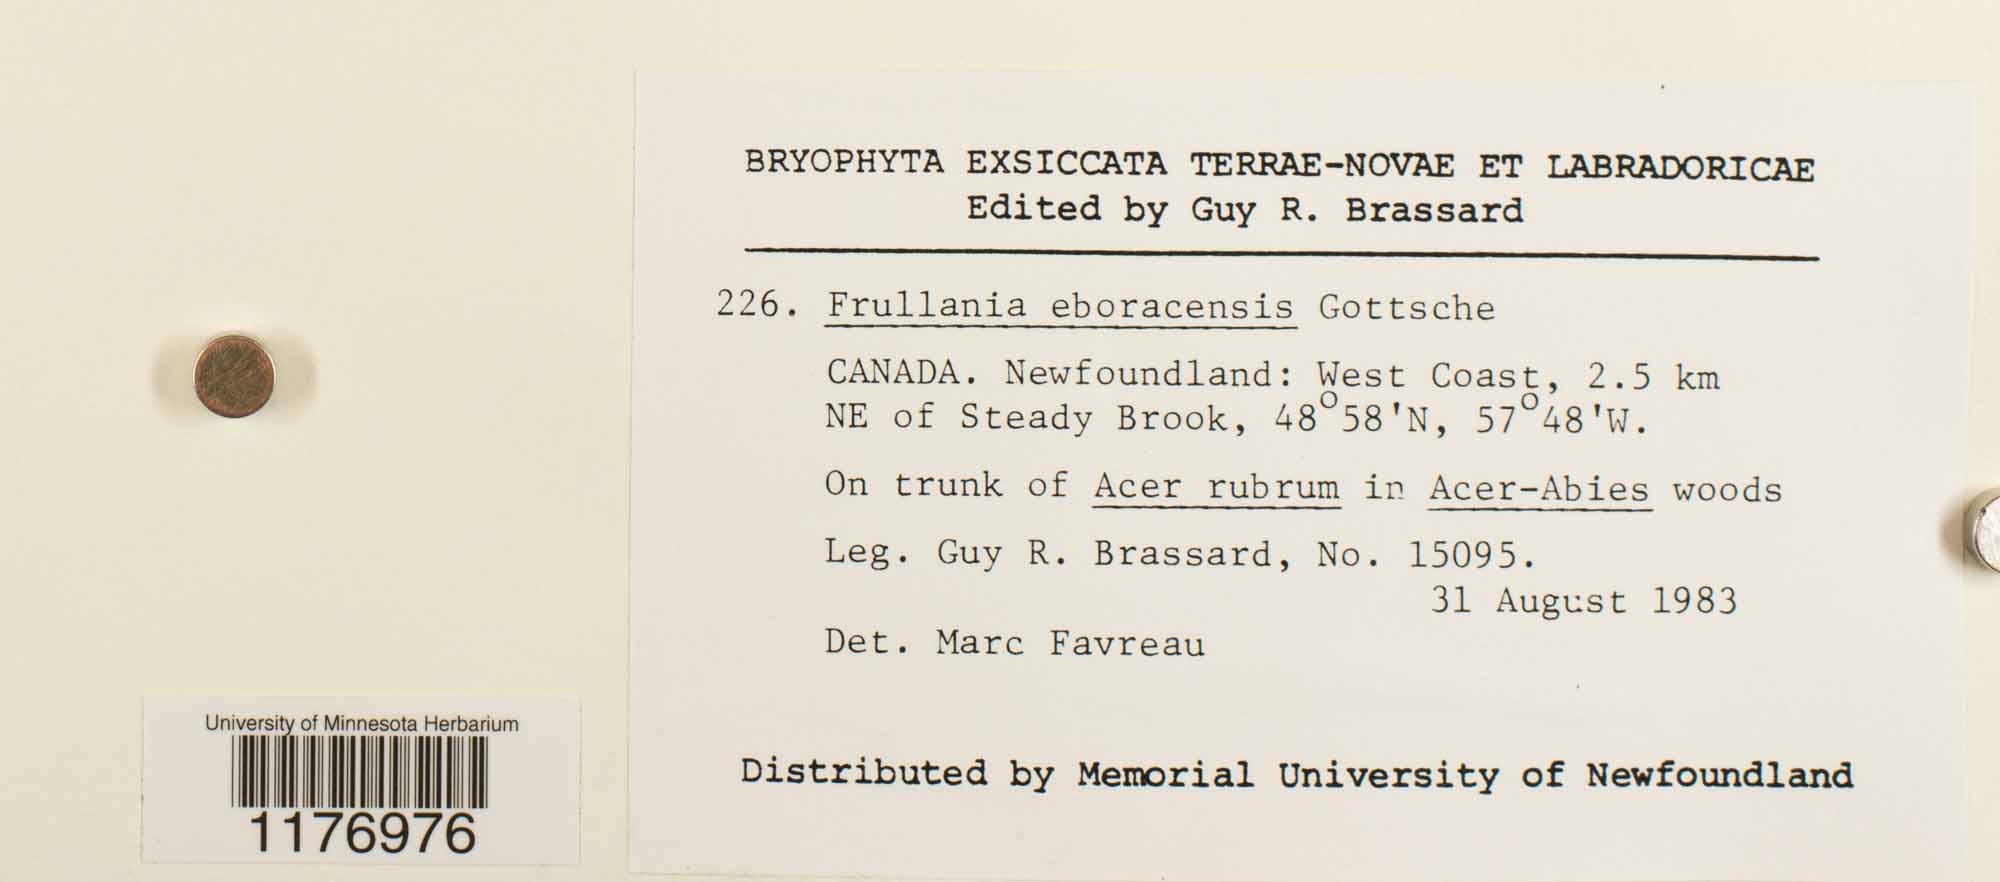 BRYOPHYTA EXSICCATA TERRAE-NOVAE ET LABRADORICAE
Edited by Guy R. Brassard
226. Frullania eboracensis Gottsche
CANADA. Newfoundland: West Coast, 2.5 km
NE of Steady Brook, 48°58'N, 57°48'W.
On trunk of Acer rubrum in Acer-Abies woods
Leg. Guy R. Brassard, No. 15095.
31 August 1983
Det. Marc Favreau
Distributed by Memorial University of Newfoundland
University of Minnesota Herbarium
1176976